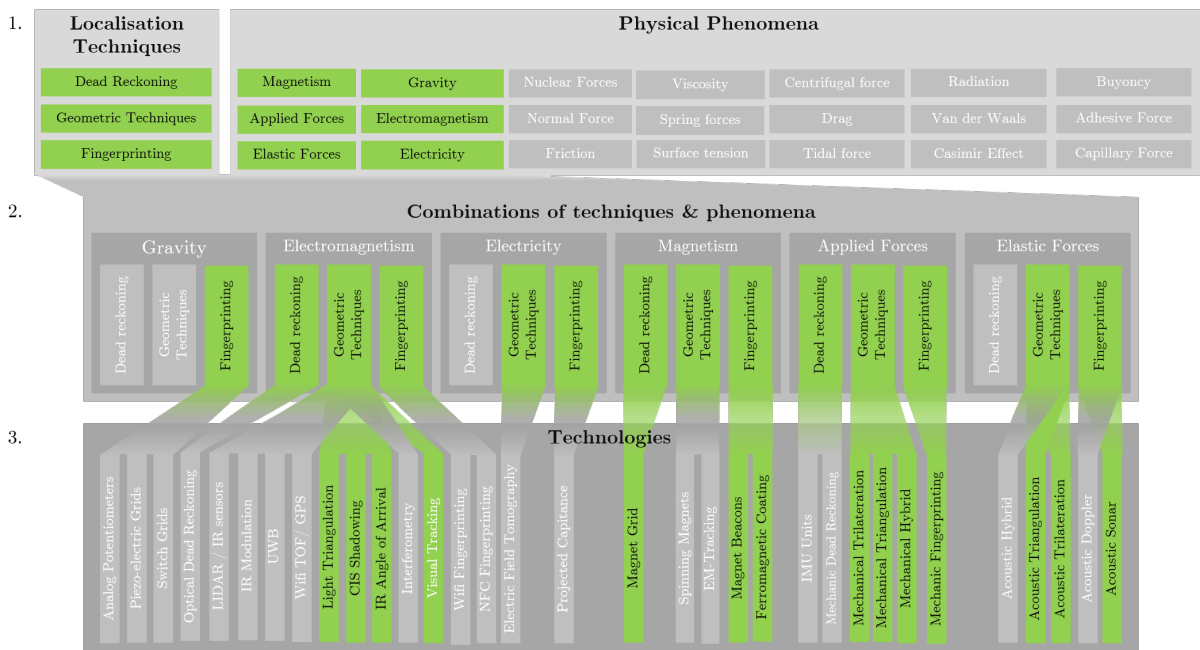 1.
Localisation
Techniques
Dead Reckoning
Geometric Techniques
Fingerprinting
Physical Phenomena
Magnetism
Gravity
Nuclear Forces
Viscosity
Centrifugal force
Radiation
Buyoncy
Applied Forces
Electromagnetism
Normal Force
Spring forces
Drag
Van der Waals
Adhesive Force
Elastic Forces
Electricity
Friction
Surface tension
Tidal force
Casimir Effect
Capillary Force
2.
Combinations of techniques & phenomena
Gravity
Dead reckoning
Geometric
Techniques
Fingerprinting
Electromagnetism
Dead reckoning
Geometric
Techniques
Fingerprinting
Electricity
Dead reckoning
Geometric
Techniques
Fingerprinting
Magnetism
Dead reckoning
Geometric
Techniques
Fingerprinting
Applied Forces
Dead reckoning
Geometric
Techniques
Fingerprinting
Elastic Forces
Dead reckoning
Geometric
Techniques
Fingerprinting
3.
Technologies
Analog Potentiometers
Piezo-electric Grids
Switch Grids
Optical Dead Reckoning
LIDAR / IR sensors
IR Modulation
UWB
Wifi TOF/ GPS
Light Triangulation
CIS Shadowing
IR Angle of Arrival
Interferometry
Visual Tracking
Wifi Fingerprinting
NFC Fingerprinting
Electric Field Tomography
Projected Capitance
Magnet Grid
Spinning Magnets
EM-Tracking
Magnet Beacons
Ferromagnetic Coating
IMU Units
Mechanic Dead Reckoning
Mechanical Trilateration
Mechanical Triangulation
Mechanical Hybrid
Mechanic Fingerprinting
Acoustic Hybrid
Acoustic Triangulation
Acoustic Trilateration
Acoustic Doppler
Acoustic Sonar